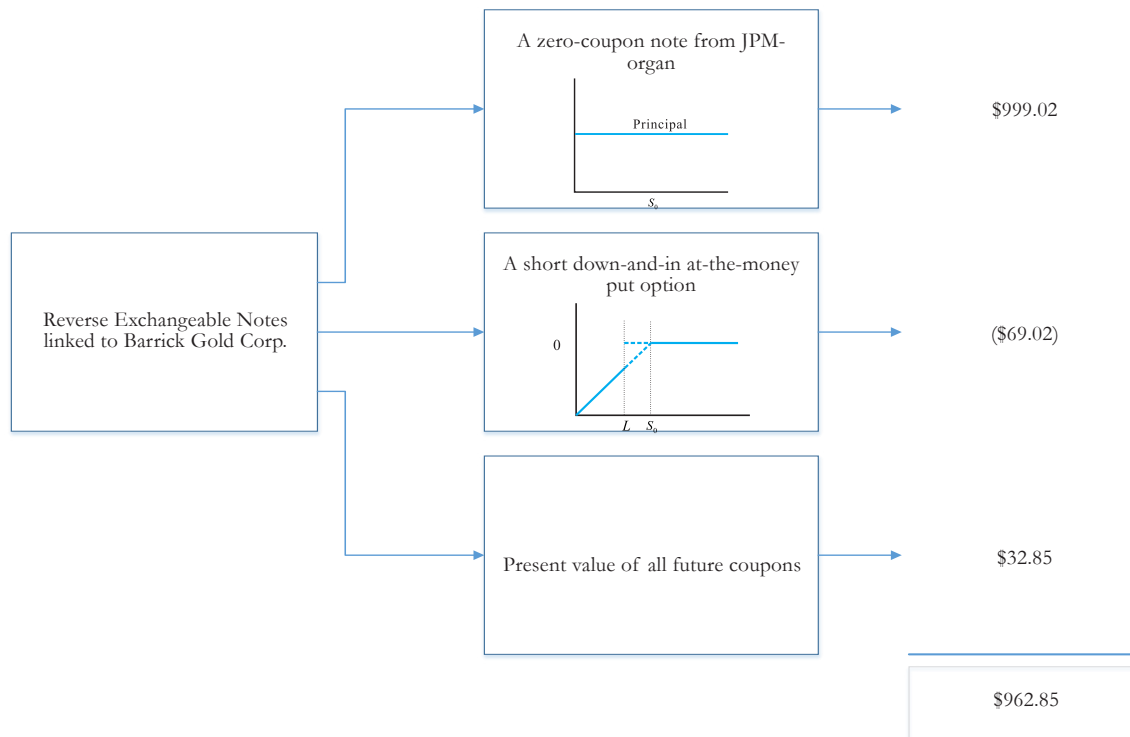 A zero-coupon note from JPM-
organ
Principal
S₀
$999.02
Reverse Exchangeable Notes
linked to Barrick Gold Corp.
A short down-and-in at-the-money
put option
0
L S₀
($69.02)
Present value of all future coupons
$32.85
$962.85